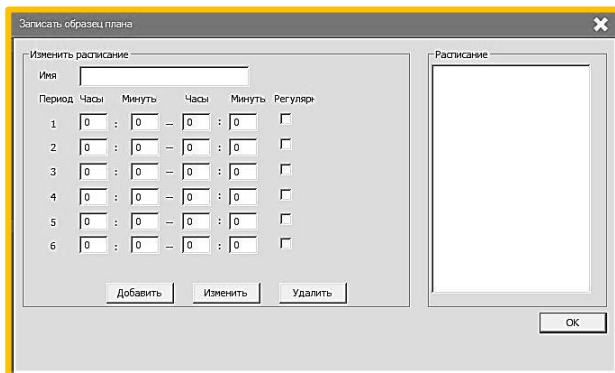 Записать образец плана
Изменить расписание
Имя
Период Часы Минуть Часы Минуть Регулярн
1 0 : 0 – 0 : 0
2 0 : 0 – 0 : 0
3 0 : 0 – 0 : 0
4 0 : 0 – 0 : 0
5 0 : 0 – 0 : 0
6 0 : 0 – 0 : 0
Добавить Изменить Удалить
Расписание
OK